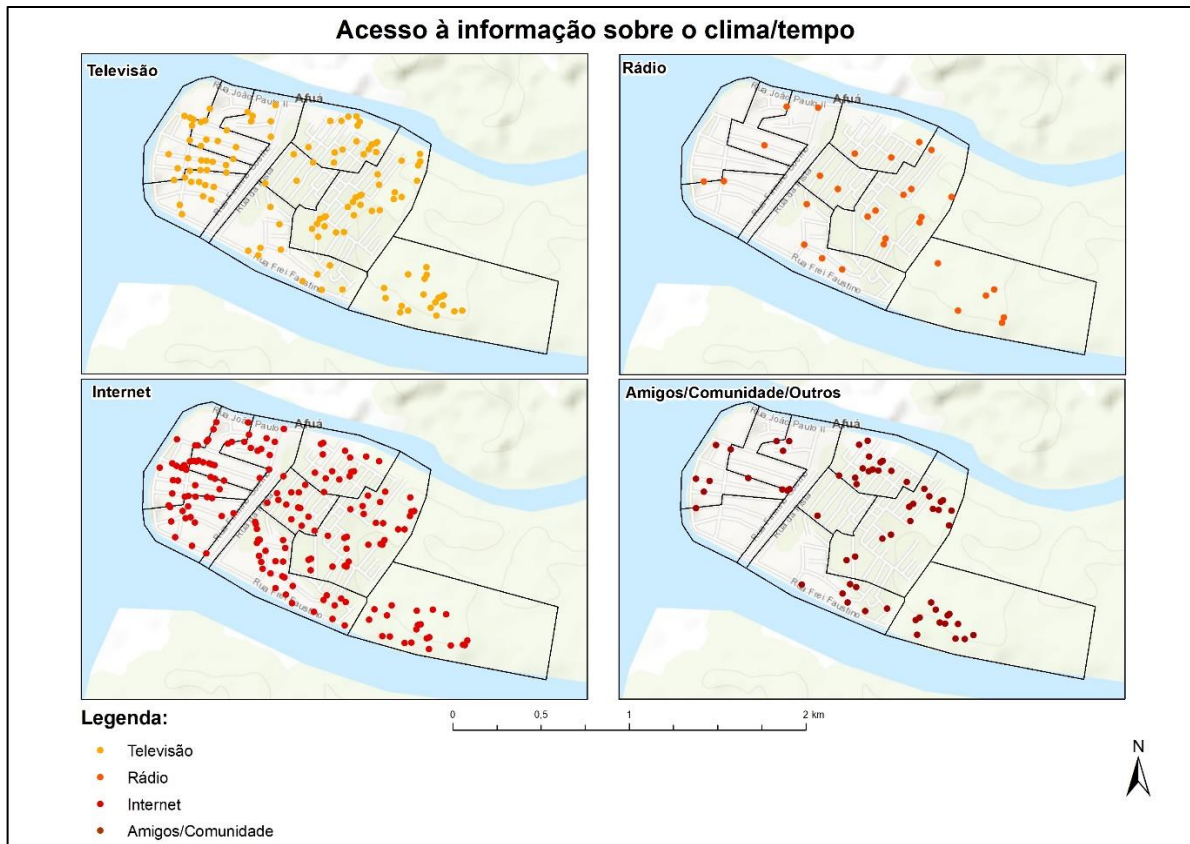 Acesso à informação sobre o clima/tempo
Televisão
Rua João Paulo II
Afuá
Rua Frei Faustino
Rádio
Rua João Paulo II
Afuá
Rua Frei Faustino
Internet
Rua João Paulo II
Afuá
Rua Frei Faustino
Amigos/Comunidade/Outros
Rua João Paulo II
Afuá
Rua Frei Faustino
Legenda:
Televisão
Rádio
Internet
Amigos/Comunidade
0 0,5 1 2 km
N